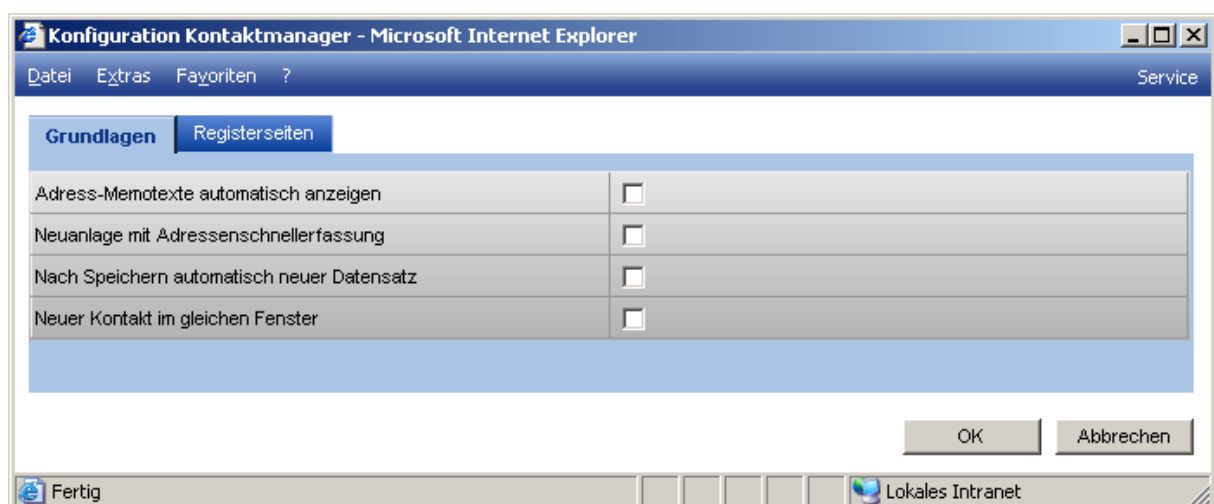 Konfiguration Kontaktmanager - Microsoft Internet Explorer
Datei Extras Favoriten ? Service
Grundlagen Registerseiten
Adress-Memotexte automatisch anzeigen
Neuanlage mit Adressenschnellerfassung
Nach Speichern automatisch neuer Datensatz
Neuer Kontakt im gleichen Fenster
OK Abbrechen
Fertig Lokales Intranet